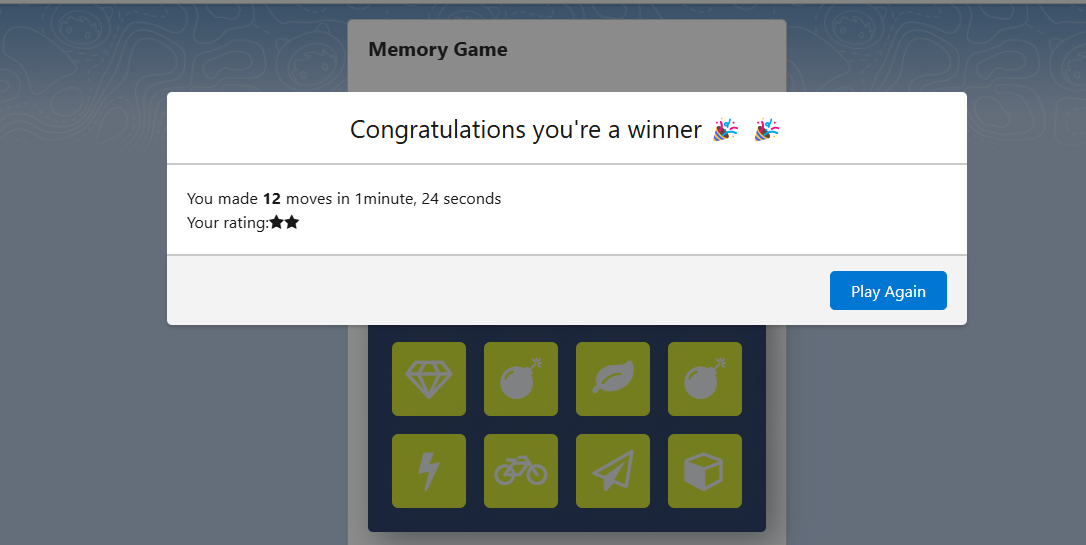 Memory Game
Congratulations you're a winner 🎉 🎉
You made 12 moves in 1minute, 24 seconds
Your rating:★★
Play Again